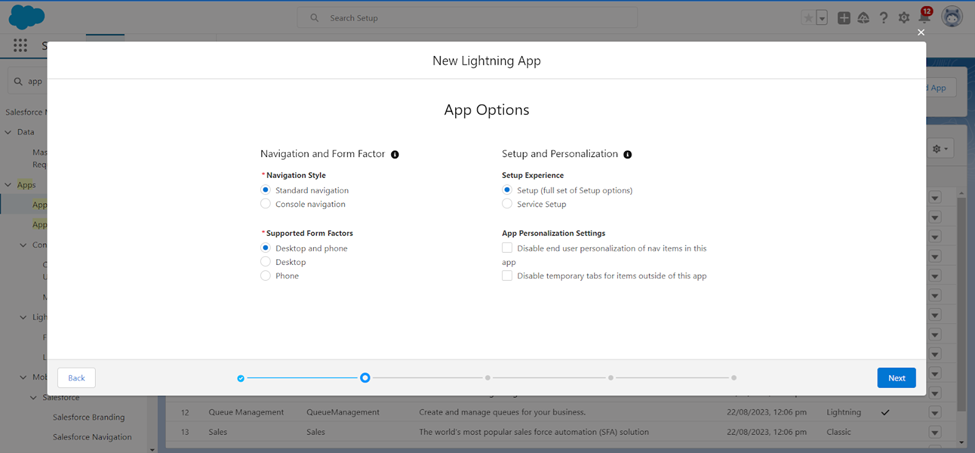 Search Setup
12
S
app
d App
Salesforce M
Data
Mas
Req
Apps
App
App
Con
C
U
M
Ligh
F
L
Mob
Salesforce
Salesforce Branding
Salesforce Navigation
New Lightning App
App Options
Navigation and Form Factor
*Navigation Style
Standard navigation
Console navigation
*Supported Form Factors
Desktop and phone
Desktop
Phone
Setup and Personalization
Setup Experience
Setup (full set of Setup options)
Service Setup
App Personalization Settings
Disable end user personalization of nav items in this
app
Disable temporary tabs for items outside of this app
Back
Next
12 Queue Management QueueManagement Create and manage queues for your business. 22/08/2023, 12:06 pm Lightning
13 Sales Sales The world's most popular sales force automation (SFA) solution 22/08/2023, 12:06 pm Classic